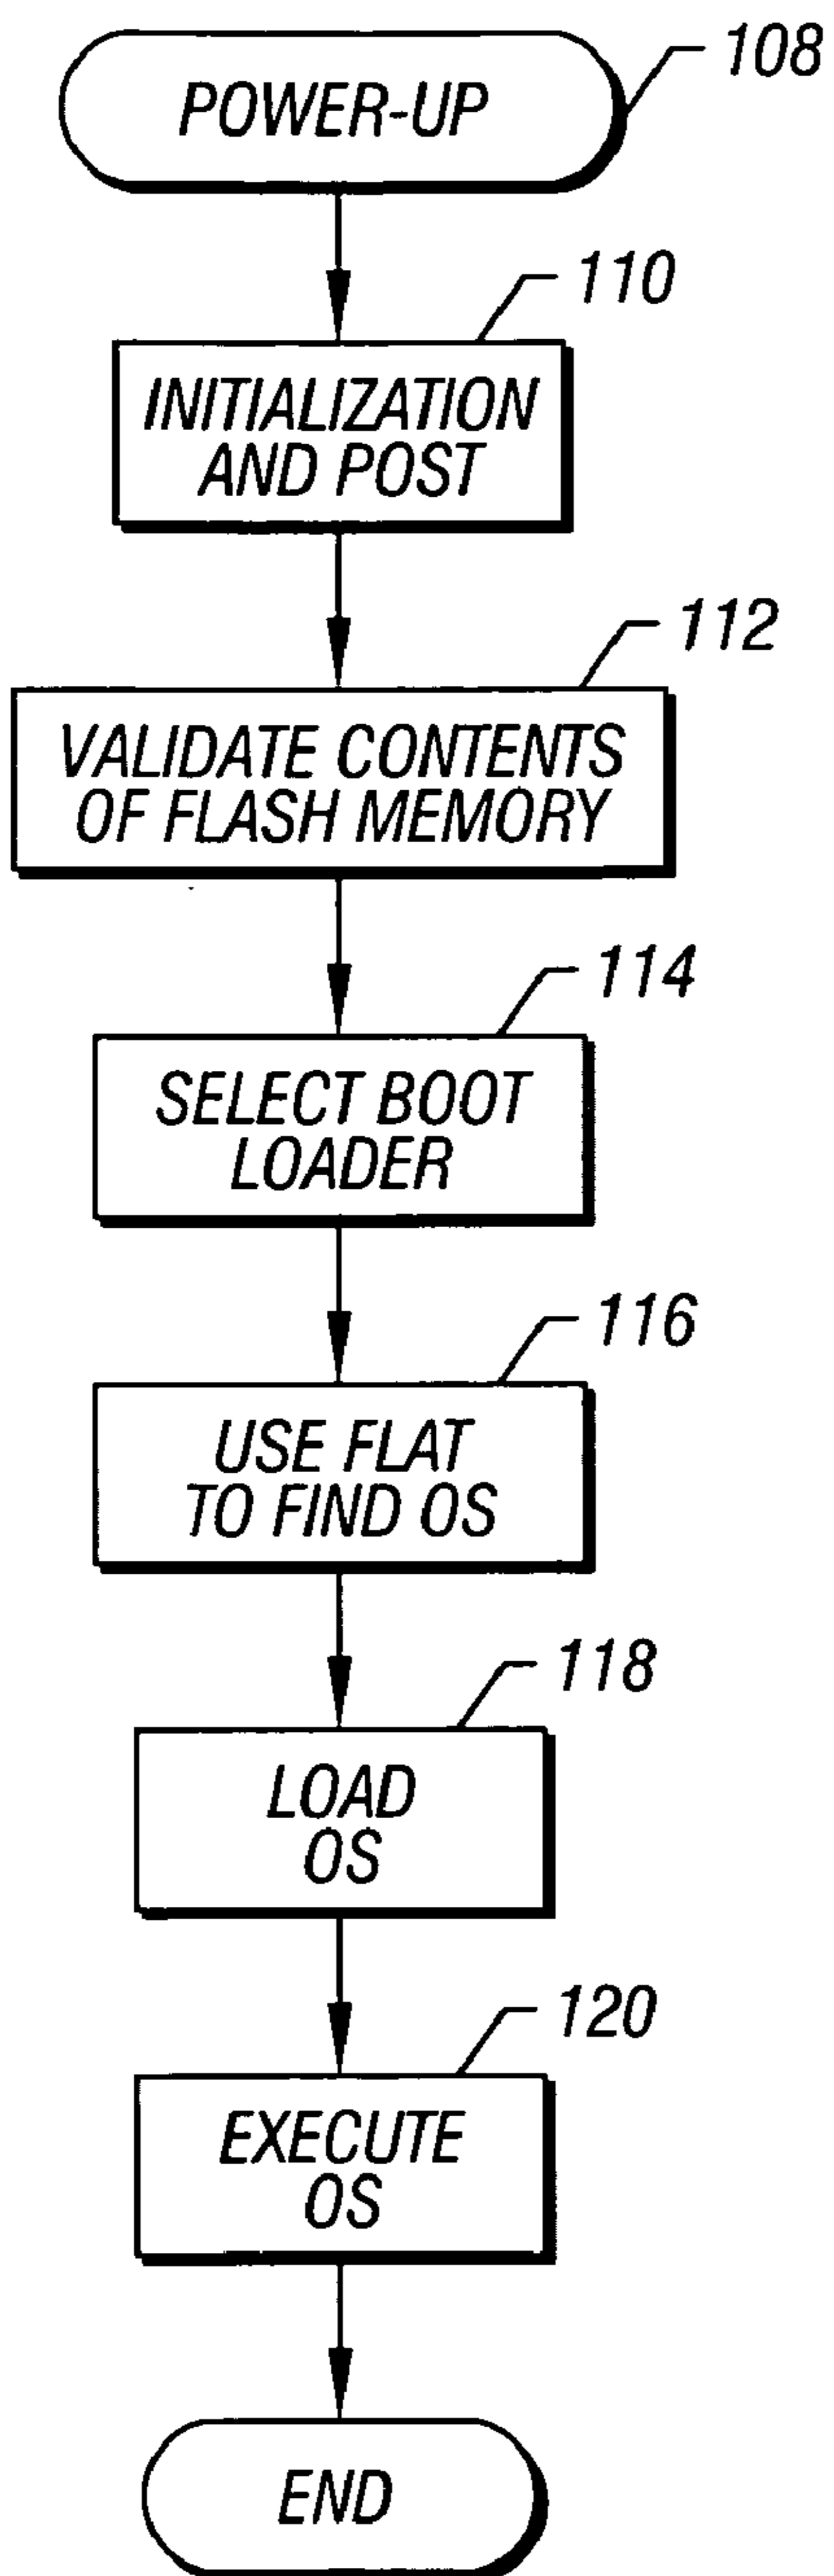 POWER-UP
108
110
INITIALIZATION
AND POST
112
VALIDATE CONTENTS
OF FLASH MEMORY
114
SELECT BOOT
LOADER
116
USE FLAT
TO FIND OS
118
LOAD
OS
120
EXECUTE
OS
END